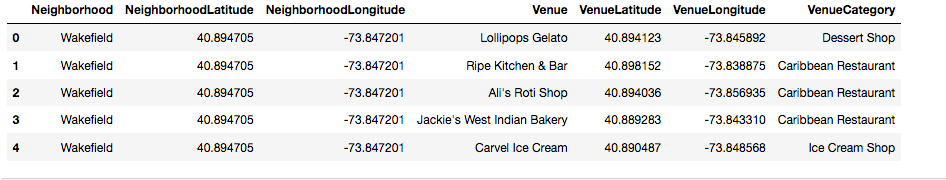 Neighborhood NeighborhoodLatitude NeighborhoodLongitude Venue VenueLatitude VenueLongitude VenueCategory
0 Wakefield 40.894705 -73.847201 Lollipops Gelato 40.894123 -73.845892 Dessert Shop
1 Wakefield 40.894705 -73.847201 Ripe Kitchen & Bar 40.898152 -73.838875 Caribbean Restaurant
2 Wakefield 40.894705 -73.847201 Ali's Roti Shop 40.894036 -73.856935 Caribbean Restaurant
3 Wakefield 40.894705 -73.847201 Jackie's West Indian Bakery 40.889283 -73.843310 Caribbean Restaurant
4 Wakefield 40.894705 -73.847201 Carvel Ice Cream 40.890487 -73.848568 Ice Cream Shop